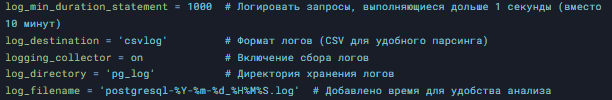 log_min_duration_statement = 1000  # Логировать запросы, выполняющиеся дольше 1 секунды (вместо
10 минут)
log_destination = 'csvlog'         # Формат логов (CSV для удобного парсинга)
logging_collector = on             # Включение сбора логов
log_directory = 'pg_log'           # Директория хранения логов
log_filename = 'postgresql-%Y-%m-%d_%H%M%S.log'  # Добавлено время для удобства анализа